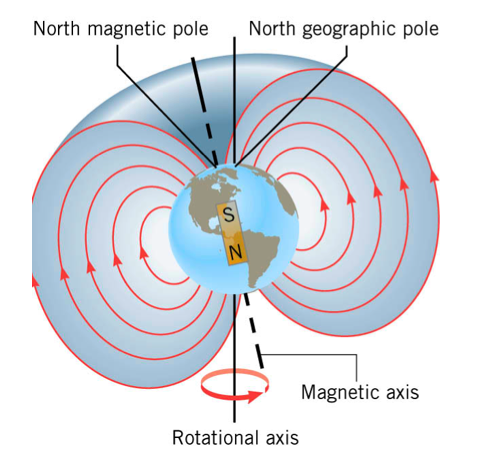 North magnetic pole
North geographic pole
S
N
Magnetic axis
Rotational axis